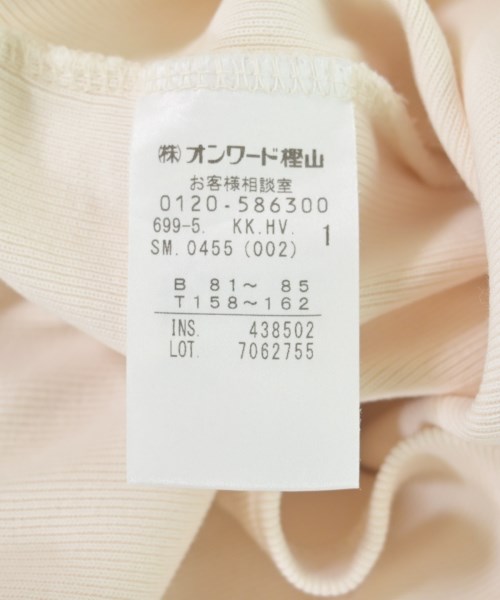 (株)オンワード樫山
お客様相談室
0120-586300
699-5. KK.HV. 1
SM. 0455 (002)
B 81～ 85
T158～162
INS. 438502
LOT. 7062755